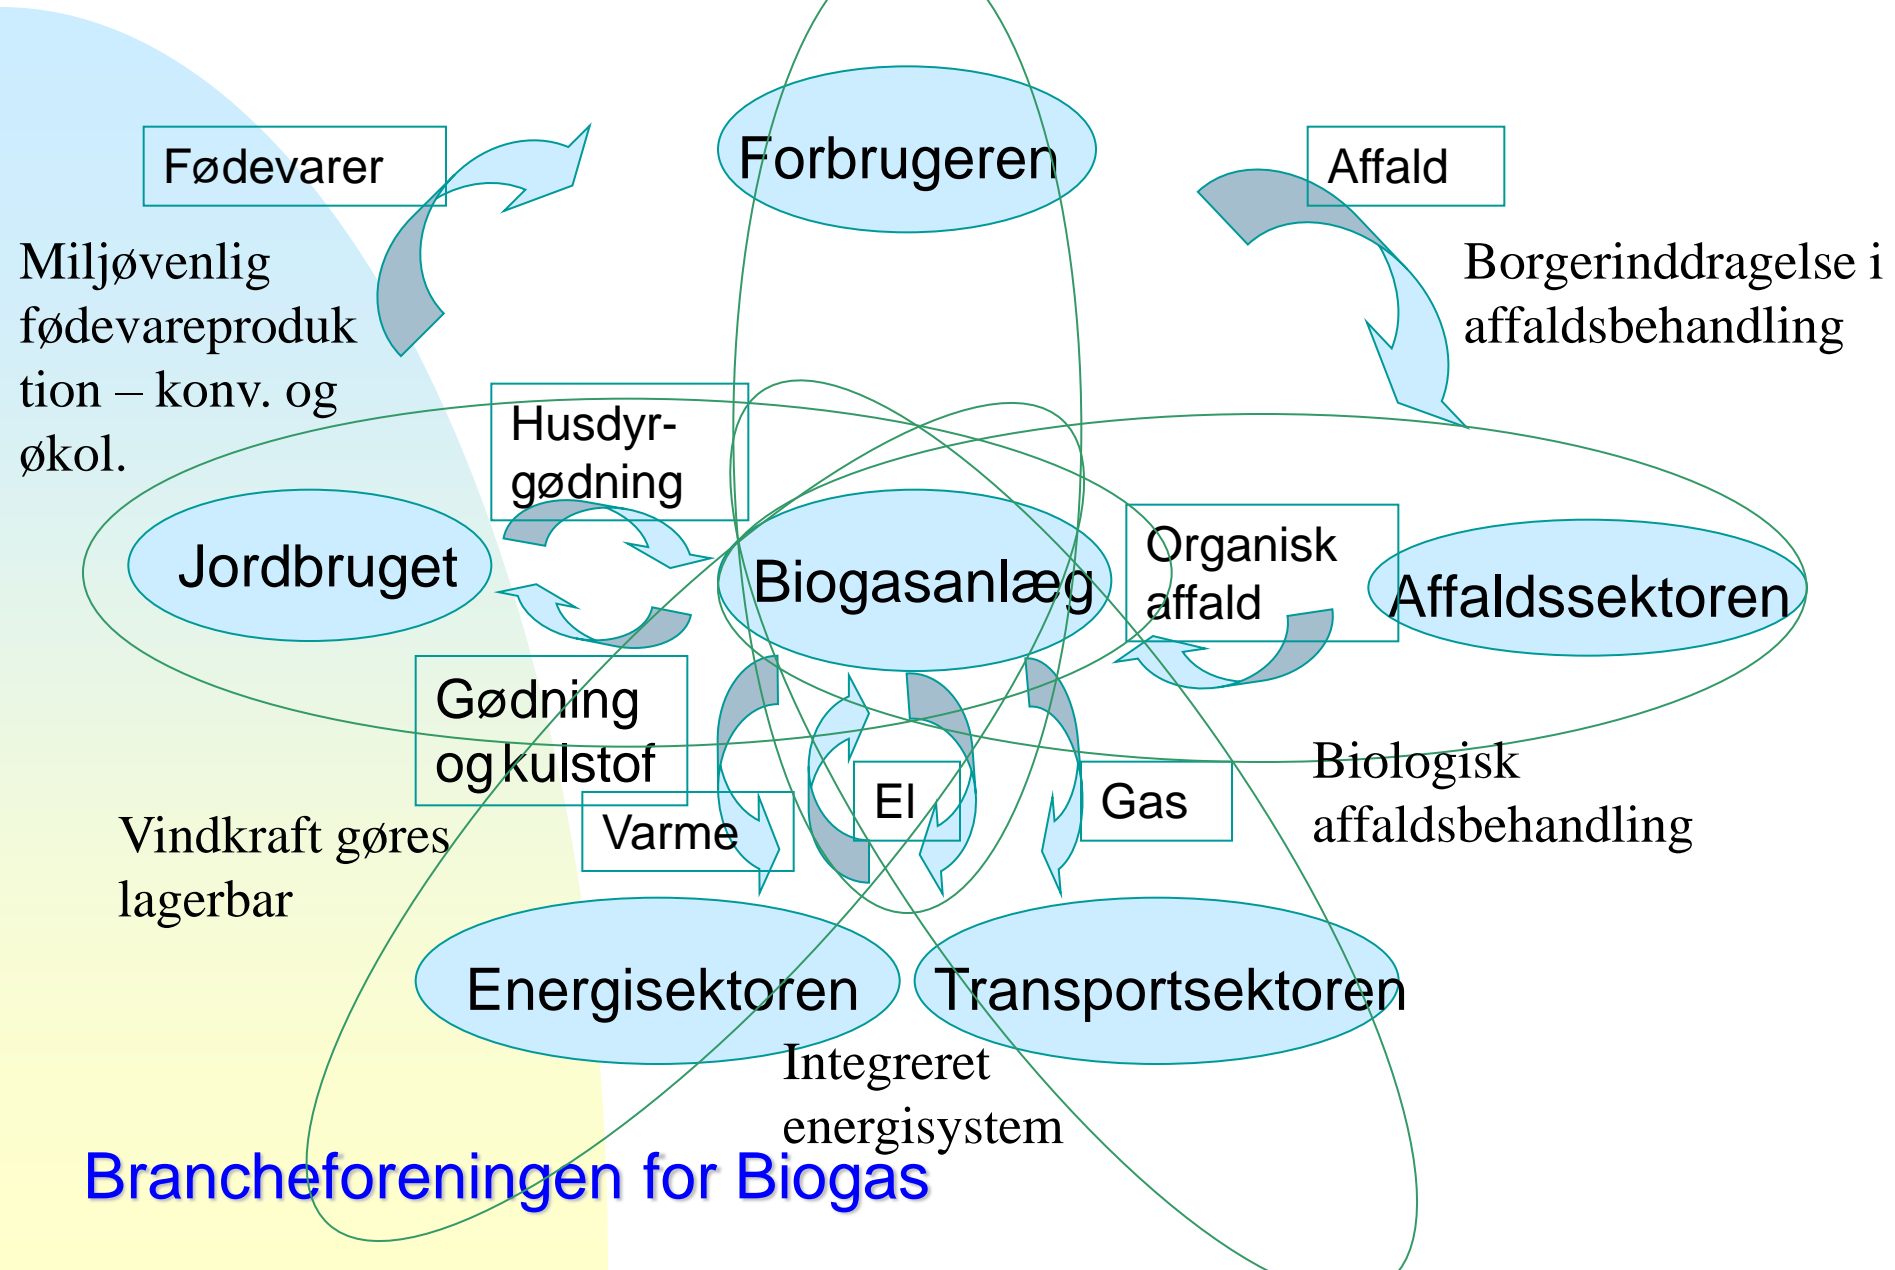 Forbrugeren
Fødevarer
Affald
Miljøvenlig
fødevareproduk
tion – konv. og
økol.
Borgerinddragelse i
affaldsbehandling
Husdyr-
gødning
Jordbruget
Biogasanlæg
Organisk
affald
Affaldssektoren
Gødning
og kulstof
Varme
El
Gas
Biologisk
affaldsbehandling
Vindkraft gøres
lagerbar
Energisektoren
Transportsektoren
Integreret
energisystem
Brancheforeningen for Biogas